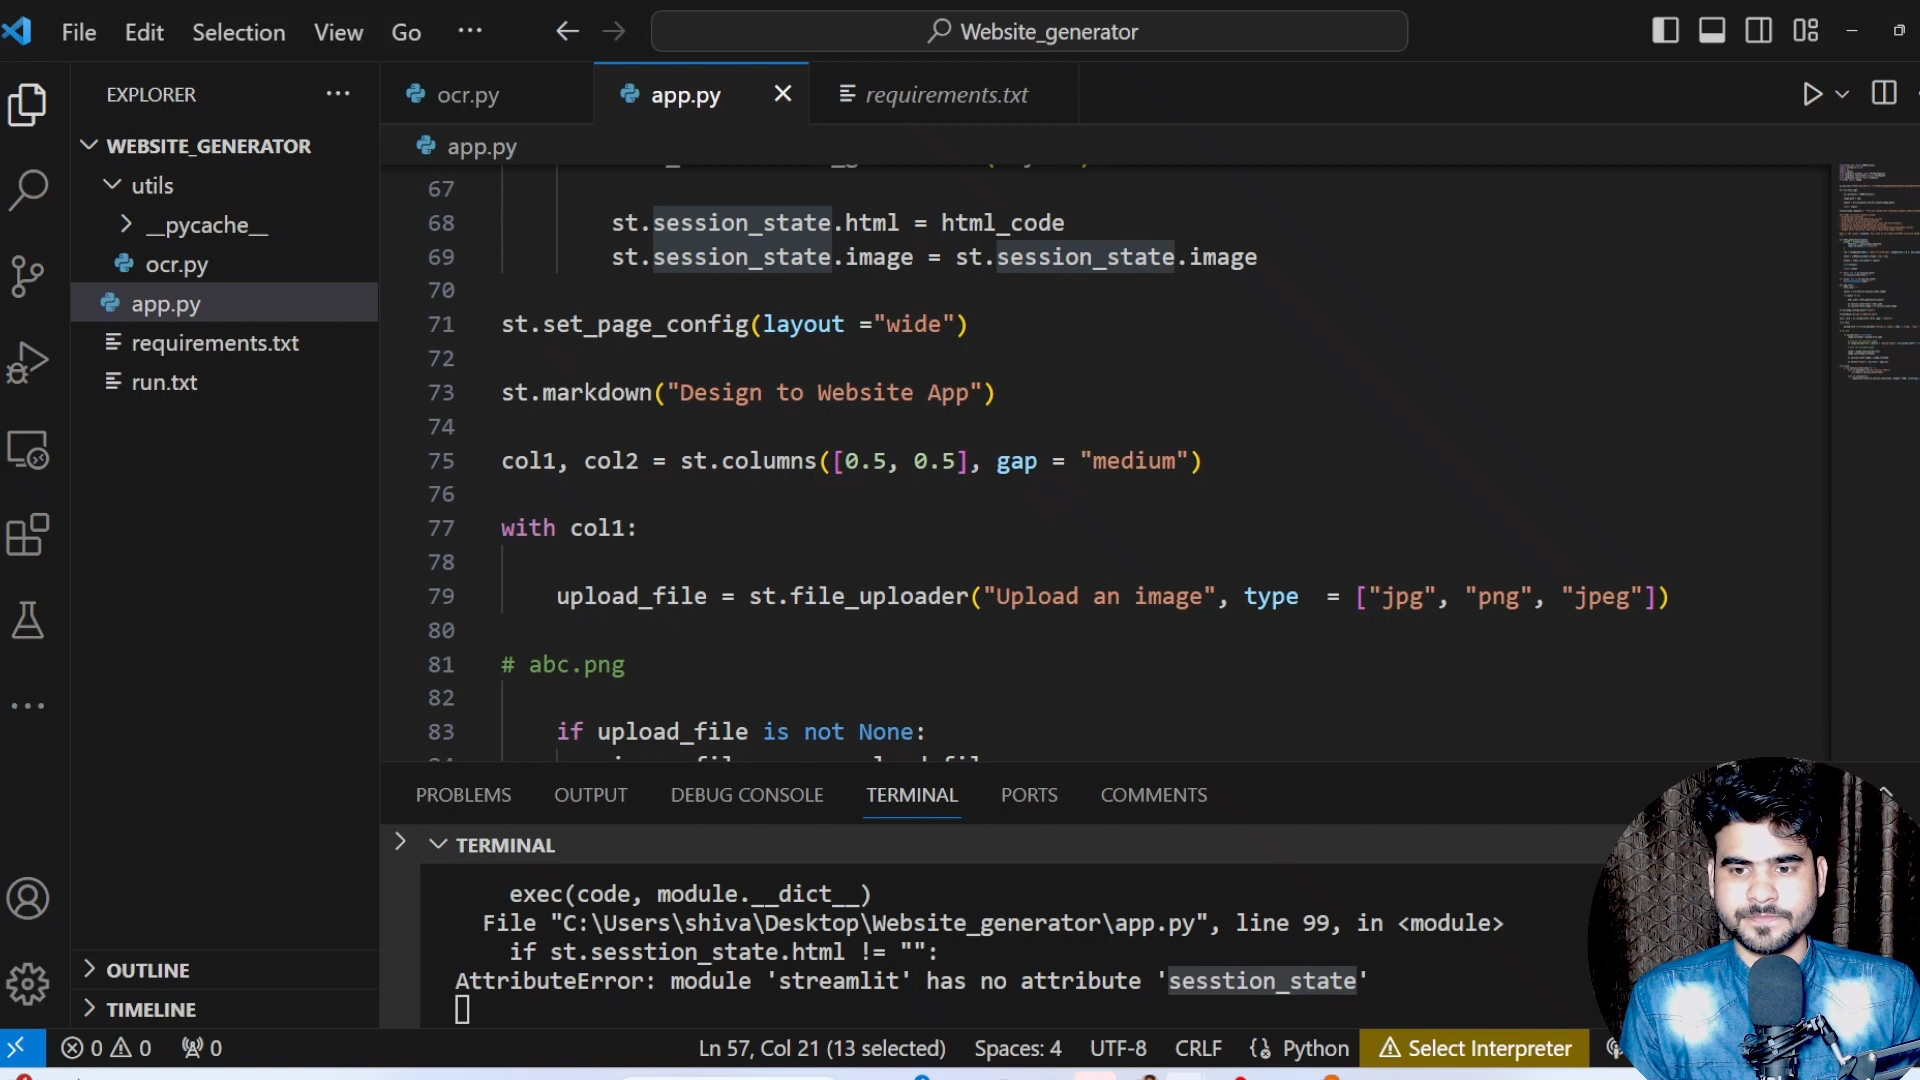 File Edit Selection View Go ··· Website_generator
EXPLORER ···
ocr.py app.py requirements.txt
WEBSITE_GENERATOR
utils
__pycache__
ocr.py
app.py
requirements.txt
run.txt
OUTLINE
TIMELINE
app.py
67
68 st.session_state.html = html_code
69 st.session_state.image = st.session_state.image
70
71 st.set_page_config(layout ="wide")
72
73 st.markdown("Design to Website App")
74
75 col1, col2 = st.columns([0.5, 0.5], gap = "medium")
76
77 with col1:
78
79 upload_file = st.file_uploader("Upload an image", type  = ["jpg", "png", "jpeg"])
80
81 # abc.png
82
83 if upload_file is not None:
PROBLEMS OUTPUT DEBUG CONSOLE TERMINAL PORTS COMMENTS
TERMINAL
exec(code, module.__dict__)
File "C:\Users\shiva\Desktop\Website_generator\app.py", line 99, in <module>
if st.sesstion_state.html != "":
AttributeError: module 'streamlit' has no attribute 'sesstion_state'
0 0 0 Ln 57, Col 21 (13 selected) Spaces: 4 UTF-8 CRLF Python Select Interpreter